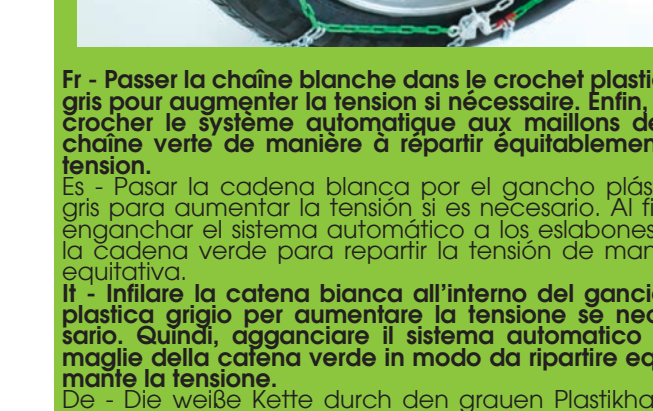 Fr - Passer la chaîne blanche dans le crochet plasti
gris pour augmenter la tension si nécessaire. Enfin,
crocher le système automatique aux maillons de
chaîne verte de manière à répartir équitablemen
tension.
Es - Pasar la cadena blanca por el gancho plás
gris para aumentar la tensión si es necesario. Al fi
enganchar el sistema automático a los eslabones
la cadena verde para repartir la tensión de man
equitativa.
It - Infilare la catena bianca all'interno del ganci
plastica grigio per aumentare la tensione se nec
sario. Quindi, agganciare il sistema automatico
maglie della catena verde in modo da ripartire eq
mante la tensione.
De - Die weiße Kette durch den grauen Plastikha